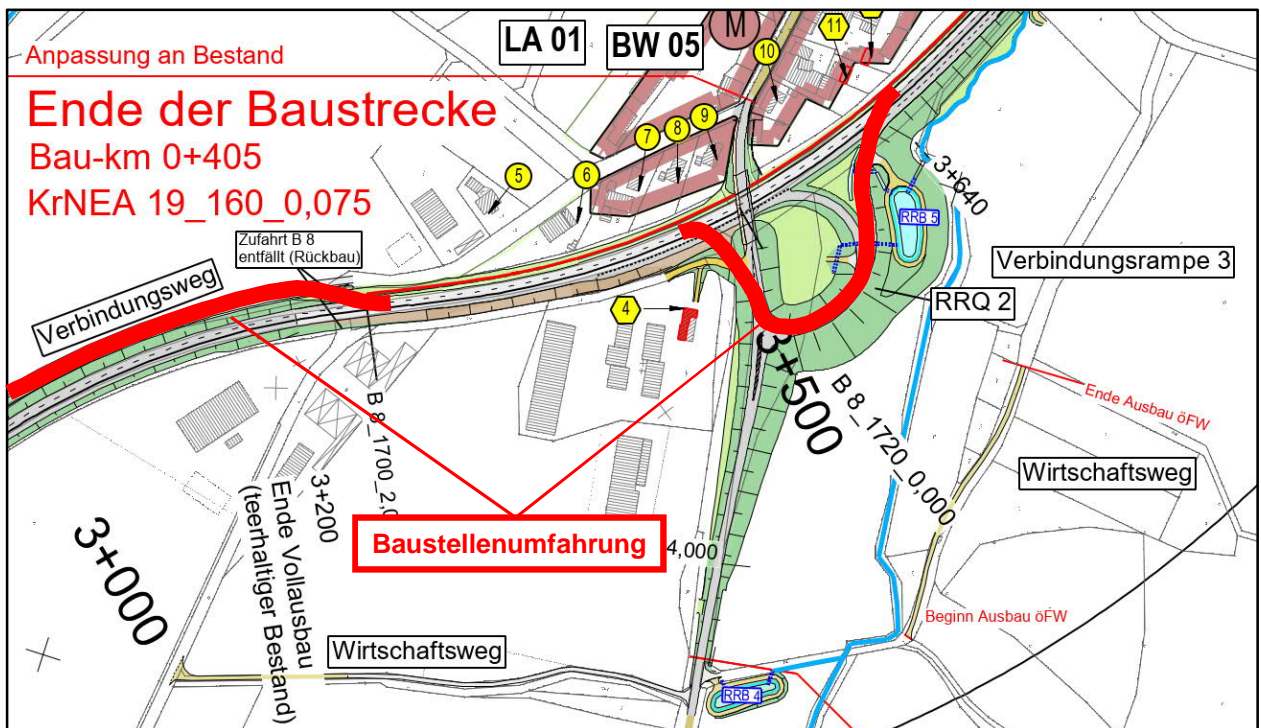 Anpassung an Bestand
LA 01
BW 05
M
Ende der Baustrecke
Bau-km 0+405
KrNEA 19_160_0,075
10
11
9
8
7
6
5
4
Zufahrt B 8
entfällt (Rückbau)
Verbindungsweg
3+640
RRB 5
Verbindungsrampe 3
RRQ 2
3+500
B 8_1720_0,000
Ende Ausbau öFW
Wirtschaftsweg
B 8_1700_2,0
3+200
Ende Vollausbau
(teerhaltiger Bestand)
3+000
Baustellenumfahrung
4,000
Beginn Ausbau öFW
Wirtschaftsweg
RRB 4